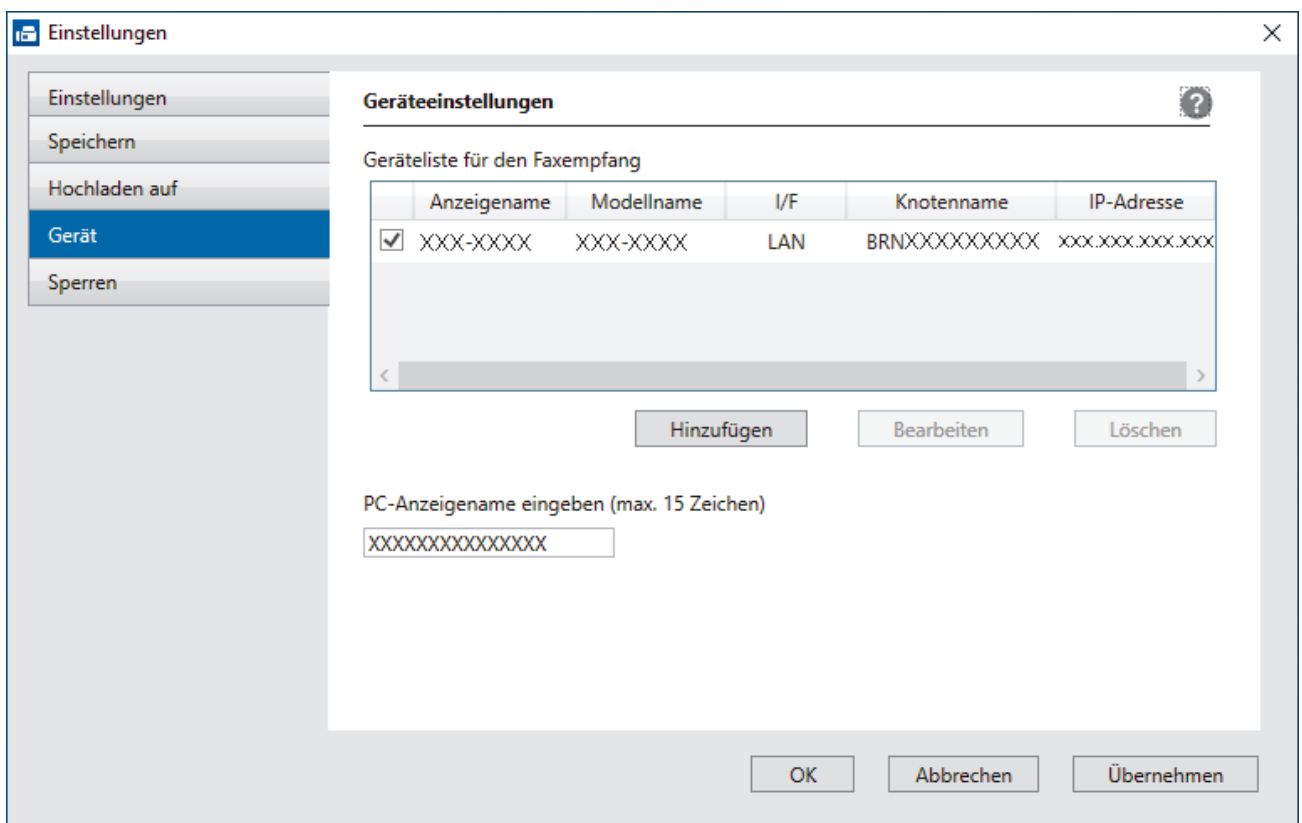 Einstellungen
Einstellungen
Speichern
Hochladen auf
Gerät
Sperren
Geräteeinstellungen
?
Geräteliste für den Faxempfang
Anzeigename Modellname I/F Knotenname IP-Adresse
XXX-XXXX XXX-XXXX LAN BRNXXXXXXXXX XXX.XXX.XXX.XXX
Hinzufügen Bearbeiten Löschen
PC-Anzeigename eingeben (max. 15 Zeichen)
XXXXXXXXXXXXXXX
OK Abbrechen Übernehmen